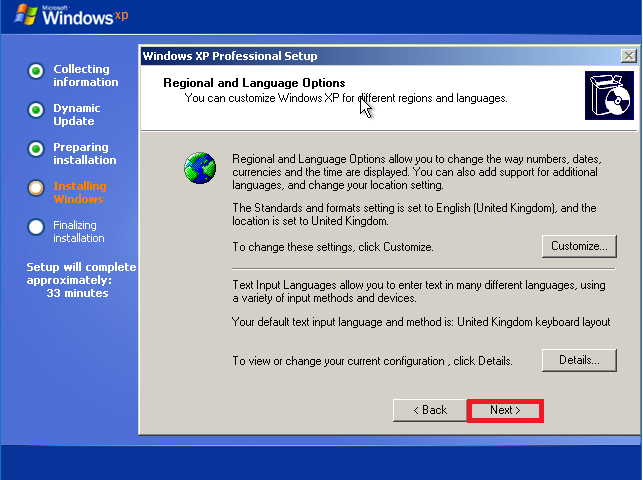 Microsoft
Windows xp
Windows XP Professional Setup
Collecting
information
Dynamic
Update
Preparing
installation
Installing
Windows
Finalizing
installation
Setup will complete
approximately:
33 minutes
Regional and Language Options
You can customize Windows XP for different regions and languages.
Regional and Language Options allow you to change the way numbers, dates,
currencies and the time are displayed. You can also add support for additional
languages, and change your location setting.
The Standards and formats setting is set to English (United Kingdom), and the
location is set to United Kingdom.
To change these settings, click Customize.
Customize...
Text Input Languages allow you to enter text in many different languages, using
a variety of input methods and devices.
Your default text input language and method is: United Kingdom keyboard layout
To view or change your current configuration , click Details.
Details...
< Back
Next >